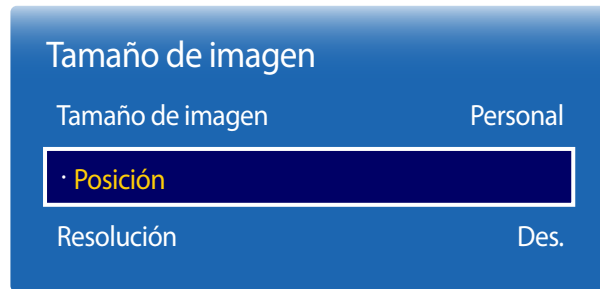 Tamaño de imagen
Tamaño de imagen Personal
· Posición
Resolución Des.